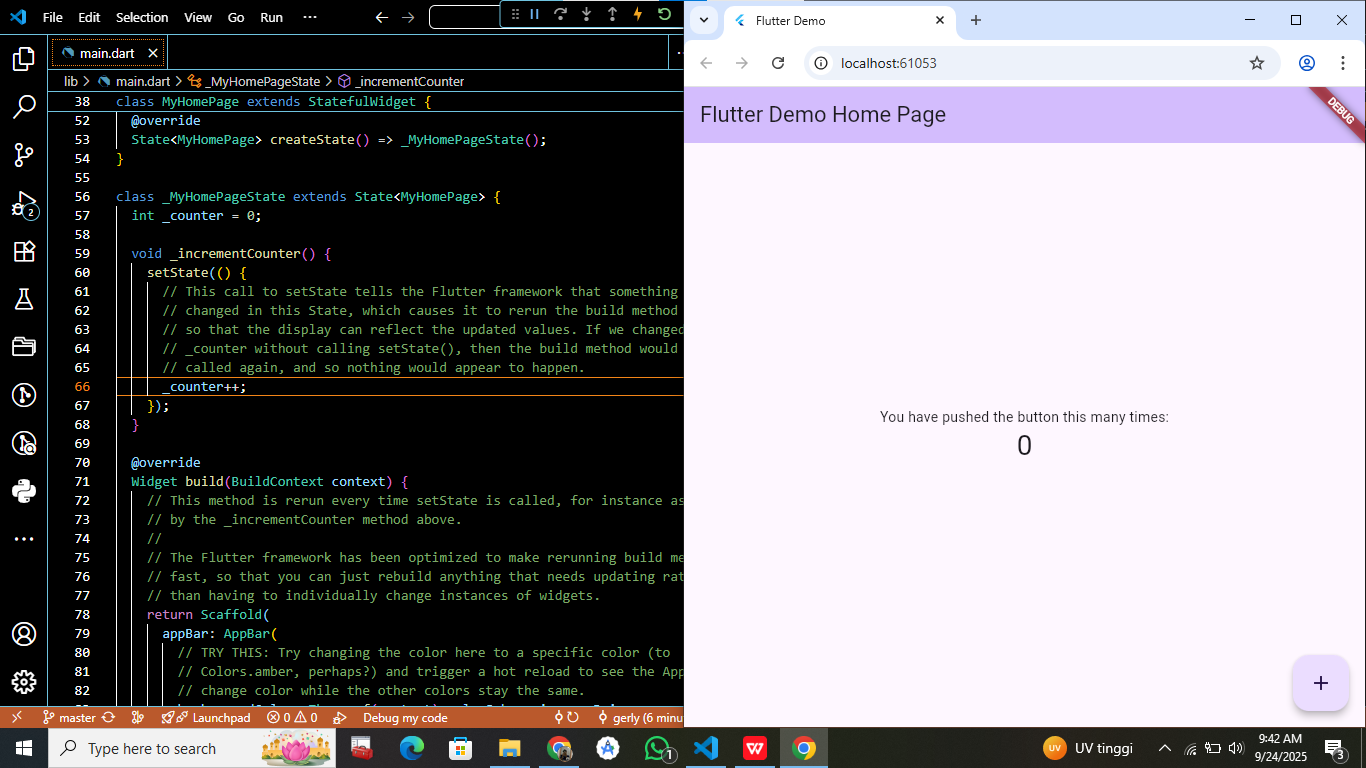 File Edit Selection View Go Run ···
main.dart
lib > main.dart > _MyHomePageState > _incrementCounter
38 class MyHomePage extends StatefulWidget {
52 @override
53 State<MyHomePage> createState() => _MyHomePageState();
54 }
55
56 class _MyHomePageState extends State<MyHomePage> {
57 int _counter = 0;
58
59 void _incrementCounter() {
60 setState(() {
61 // This call to setState tells the Flutter framework that something
62 // changed in this State, which causes it to rerun the build method
63 // so that the display can reflect the updated values. If we changed
64 // _counter without calling setState(), then the build method would
65 // called again, and so nothing would appear to happen.
66 _counter++;
67 });
68 }
69
70 @override
71 Widget build(BuildContext context) {
72 // This method is rerun every time setState is called, for instance as
73 // by the _incrementCounter method above.
74 //
75 // The Flutter framework has been optimized to make rerunning build me
76 // fast, so that you can just rebuild anything that needs updating rat
77 // than having to individually change instances of widgets.
78 return Scaffold(
79 appBar: AppBar(
80 // TRY THIS: Try changing the color here to a specific color (to
81 // Colors.amber, perhaps?) and trigger a hot reload to see the App
82 // change color while the other colors stay the same.
2
master Launchpad 0 0 Debug my code gerly (6 minu
Flutter Demo
localhost:61053
Flutter Demo Home Page
DEBUG
You have pushed the button this many times:
0
+
Type here to search
1
UV UV tinggi
9:42 AM
9/24/2025
3